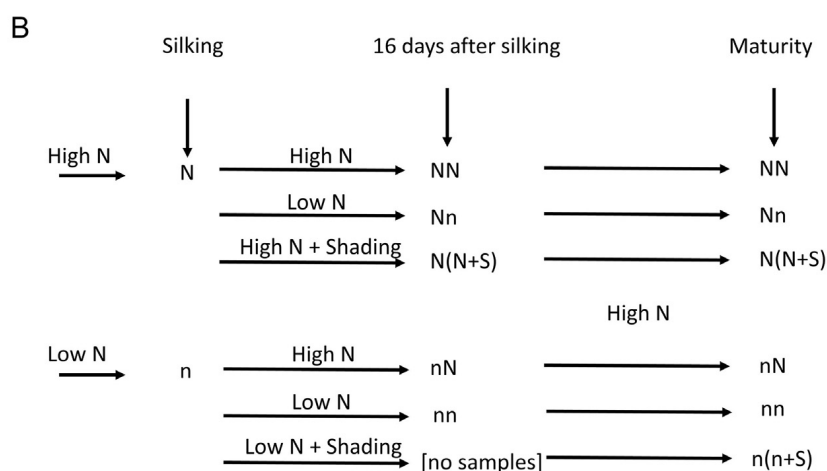 B
Silking 16 days after silking Maturity
High N N High N NN NN
Low N Nn Nn
High N + Shading N(N+S) N(N+S)
High N
Low N n High N nN nN
Low N nn nn
Low N + Shading [no samples] n(n+S)